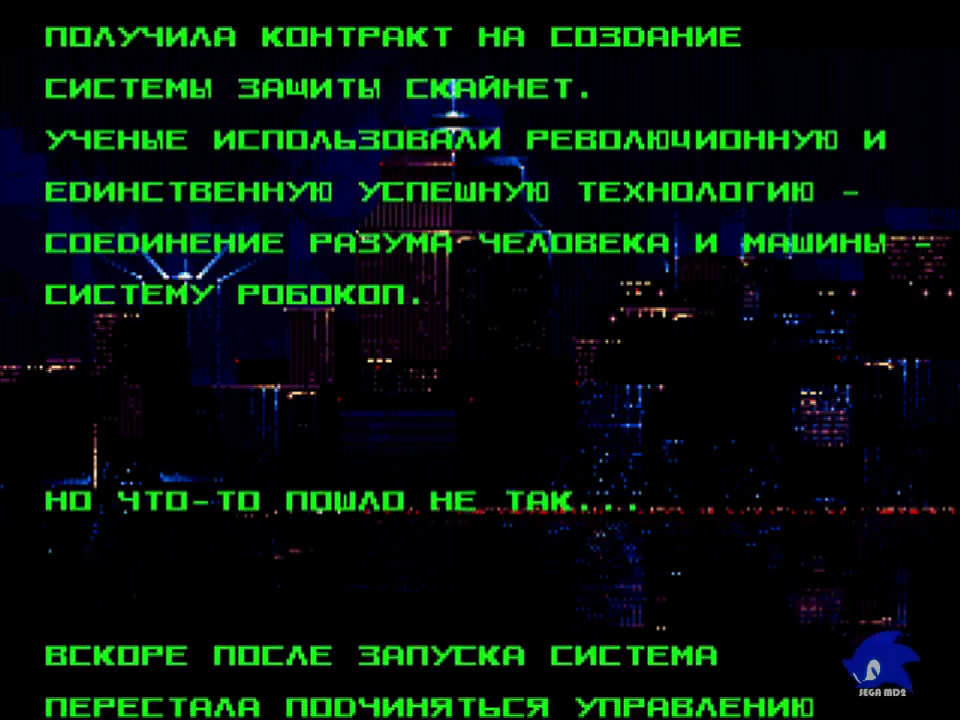 ПОЛУЧИЛА КОНТРАКТ НА СОЗДАНИЕ
СИСТЕМЫ ЗАЩИТЫ СКАЙНЕТ.
УЧЕНЫЕ ИСПОЛЬЗОВАЛИ РЕВОЛЮЦИОННУЮ И
ЕДИНСТВЕННУЮ УСПЕШНУЮ ТЕХНОЛОГИЮ -
СОЕДИНЕНИЕ РАЗУМА ЧЕЛОВЕКА И МАШИНЫ -
СИСТЕМУ РОБОКОП.
НО ЧТО-ТО ПОШЛО НЕ ТАК...
ВСКОРЕ ПОСЛЕ ЗАПУСКА СИСТЕМА
ПЕРЕСТАЛА ПОДЧИНЯТЬСЯ УПРАВЛЕНИЮ
SEGA MD2